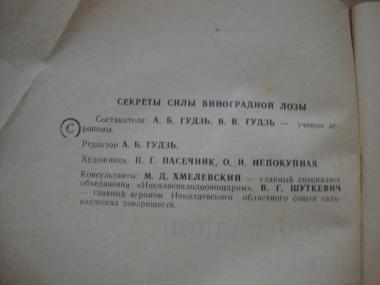 СЕКРЕТЫ СИЛЫ ВИНОГРАДНОЙ ЛОЗЫ
Составители: А. Б. ГУДЗЬ, В. В. ГУДЗЬ — ученые аг-
рономы.
С
Редактор А. Б. ГУДЗЬ.
Художники: П. Г. ПАСЕЧНИК, О. Н. НЕПОКУПНАЯ.
Консультанты: М. Д. ХМЕЛЕВСКИЙ — главный специалист
объединения «Николаевплодоовощпром», В. Г. ШУТКЕВИЧ
— главный агроном Николаевского областного союза садо-
водческих товариществ.